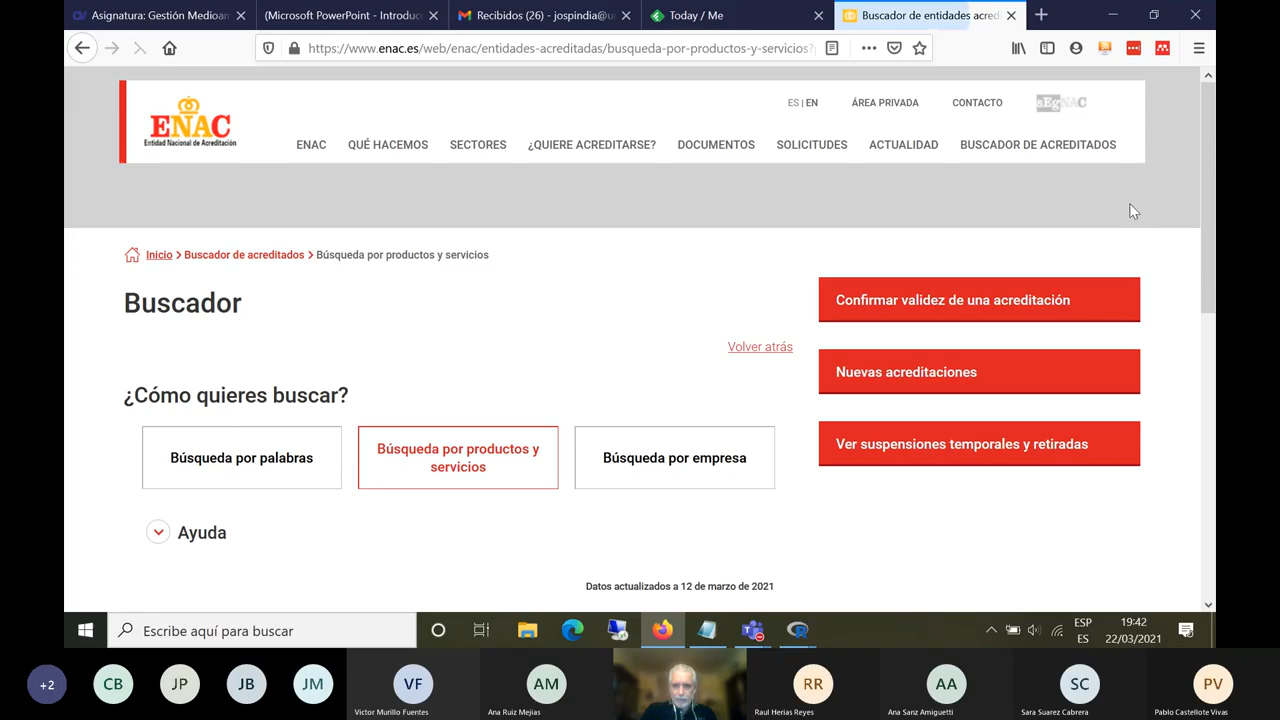 Asignatura: Gestión Medioan
(Microsoft PowerPoint - Introduc
Recibidos (26) - jospindia@u
Today / Me
Buscador de entidades acred
https://www.enac.es/web/enac/entidades-acreditadas/busqueda-por-productos-y-servicios?
ES | EN
ÁREA PRIVADA
CONTACTO
sEgNAC
ENAC
Entidad Nacional de Acreditación
ENAC
QUÉ HACEMOS
SECTORES
¿QUIERE ACREDITARSE?
DOCUMENTOS
SOLICITUDES
ACTUALIDAD
BUSCADOR DE ACREDITADOS
Inicio > Buscador de acreditados > Búsqueda por productos y servicios
Buscador
Confirmar validez de una acreditación
Volver atrás
Nuevas acreditaciones
¿Cómo quieres buscar?
Ver suspensiones temporales y retiradas
Búsqueda por palabras
Búsqueda por productos y
servicios
Búsqueda por empresa
Ayuda
Datos actualizados a 12 de marzo de 2021
Escribe aquí para buscar
ESP
ES
19:42
22/03/2021
+2
CB
JP
JB
JM
VF
Victor Murillo Fuentes
AM
Ana Ruiz Mejias
RR
Raul Herias Reyes
AA
Ana Sanz Amiguetti
SC
Sara Suarez Cabrera
PV
Pablo Castellote Vivas